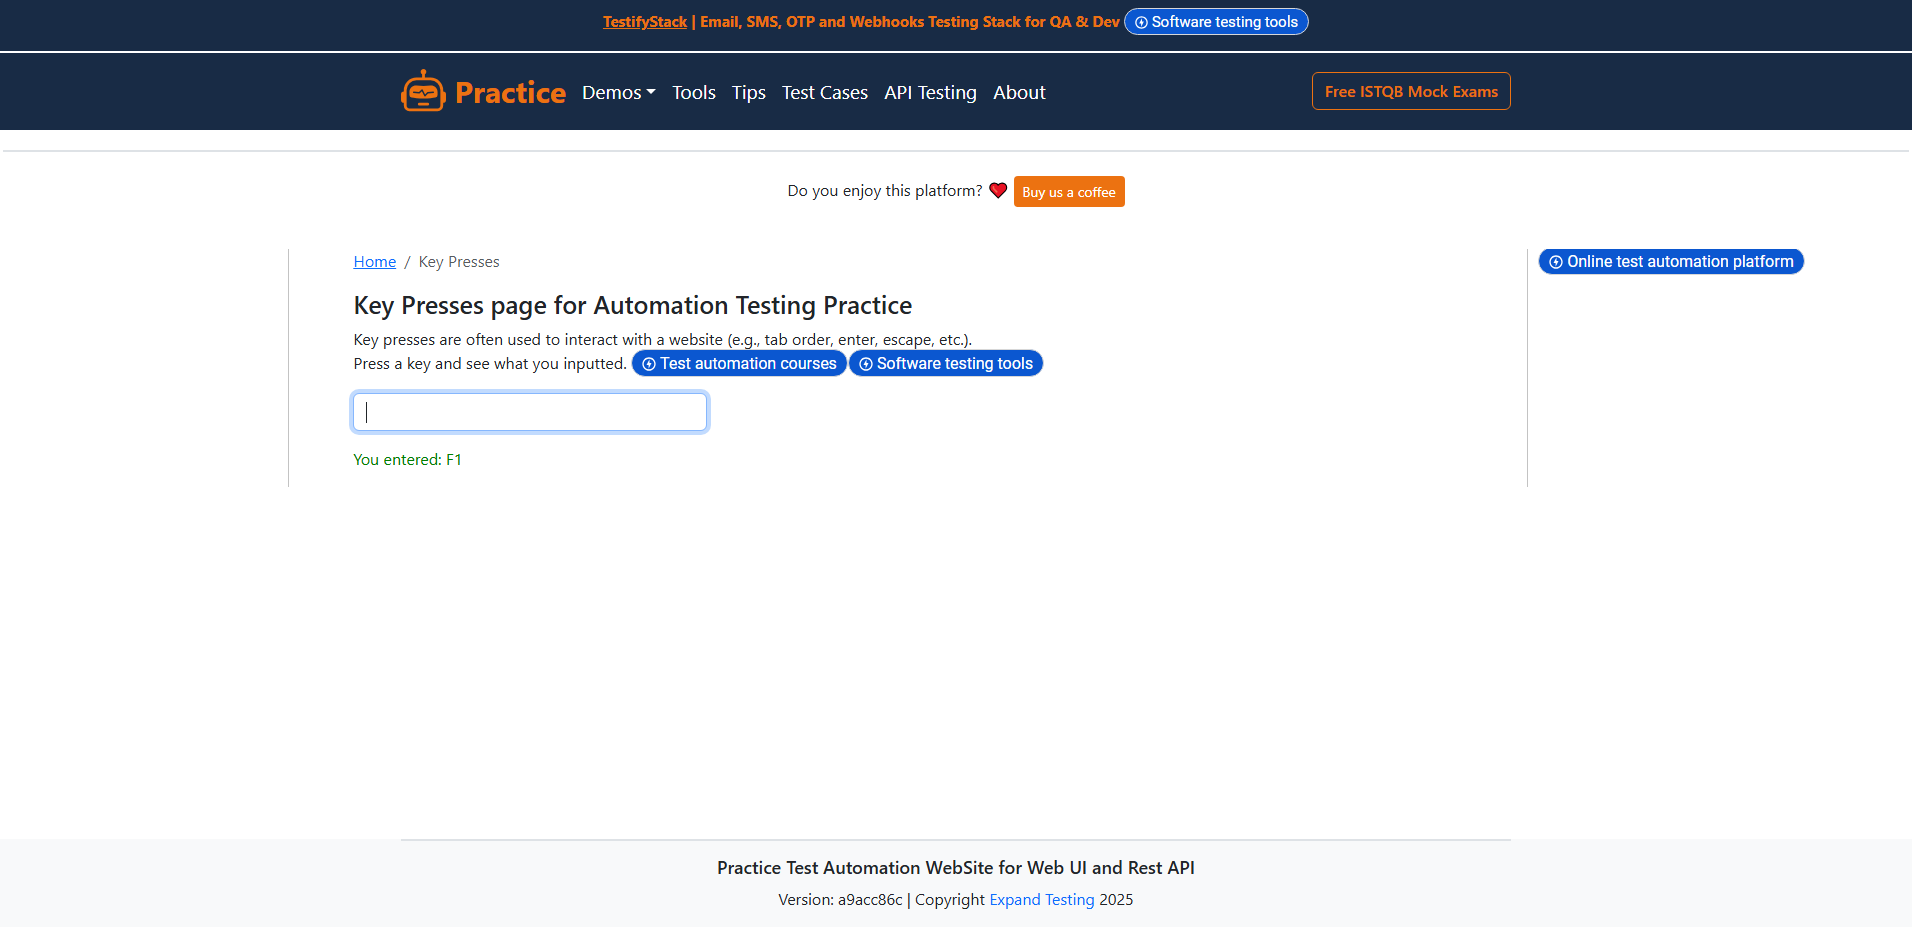 TestifyStack | Email, SMS, OTP and Webhooks Testing Stack for QA & Dev Software testing tools
Practice Demos Tools Tips Test Cases API Testing About Free ISTQB Mock Exams
Do you enjoy this platform? Buy us a coffee
Home / Key Presses
Online test automation platform
Key Presses page for Automation Testing Practice
Key presses are often used to interact with a website (e.g., tab order, enter, escape, etc.).
Press a key and see what you inputted. Test automation courses Software testing tools
You entered: F1
Practice Test Automation WebSite for Web UI and Rest API
Version: a9acc86c | Copyright Expand Testing 2025